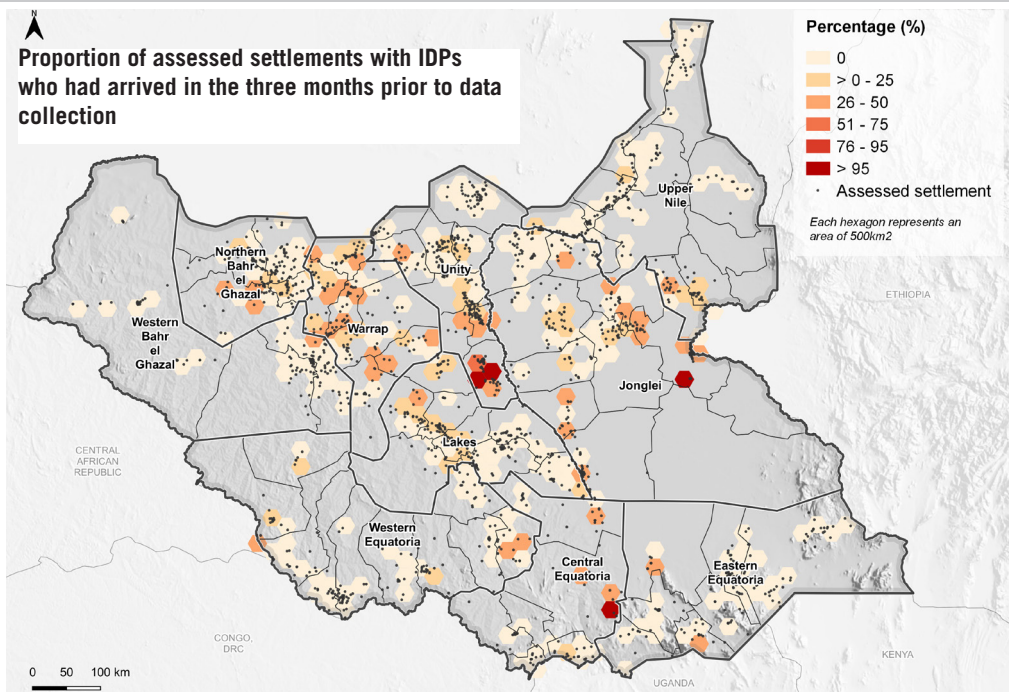 N
Proportion of assessed settlements with IDPs
who had arrived in the three months prior to data
collection
Percentage (%)
0
> 0 - 25
26 - 50
51 - 75
76 - 95
> 95
Assessed settlement
Each hexagon represents an
area of 500km2
Upper
Nile
Northern
Bahr
el
Ghazal
Unity
ETHIOPIA
Western
Bahr
el
Ghazal
Warrap
Jonglei
Lakes
CENTRAL
AFRICAN
REPUBLIC
Western
Equatoria
Central
Equatoria
Eastern
Equatoria
CONGO,
DRC
KENYA
UGANDA
0 50 100 km